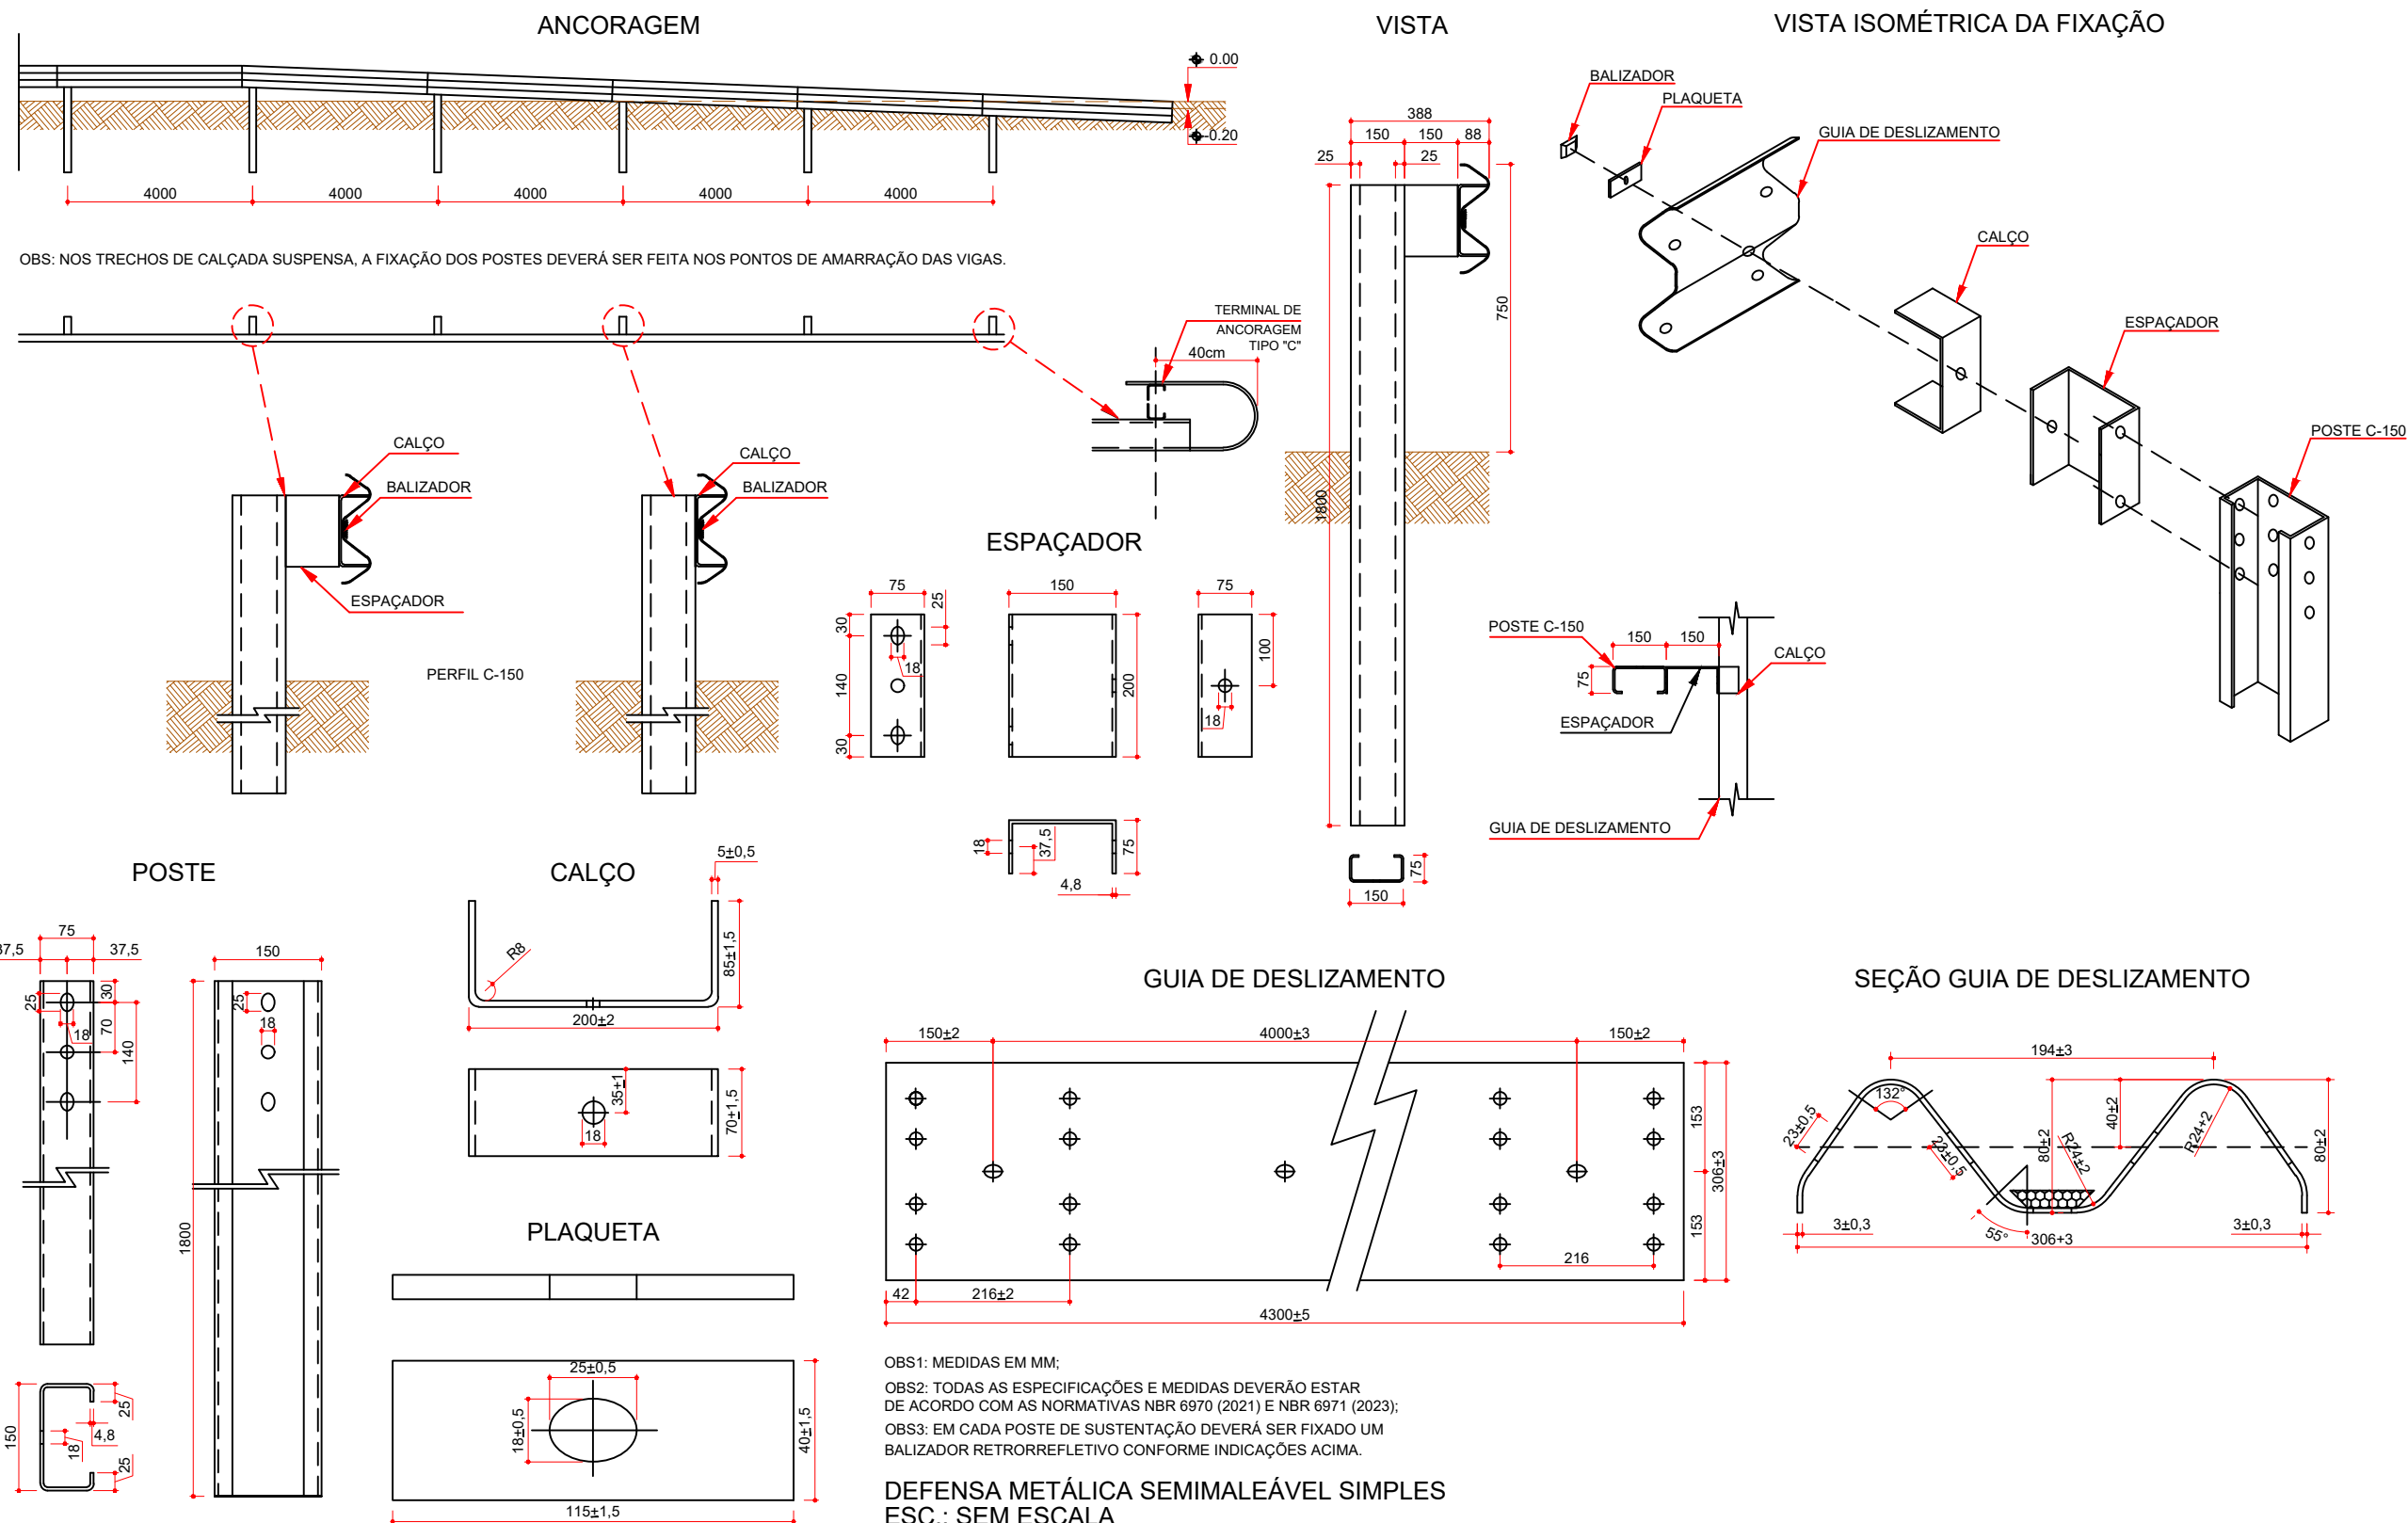 ANCORAGEM
0.00
-0.20
4000
4000
4000
4000
4000
OBS: NOS TRECHOS DE CALÇADA SUSPENSA, A FIXAÇÃO DOS POSTES DEVERÁ SER FEITA NOS PONTOS DE AMARRAÇÃO DAS VIGAS.
TERMINAL DE
ANCORAGEM
TIPO "C"
40cm
CALÇO
BALIZADOR
ESPAÇADOR
CALÇO
BALIZADOR
PERFIL C-150
VISTA
388
150
150
88
25
25
750
1800
75
150
VISTA ISOMÉTRICA DA FIXAÇÃO
BALIZADOR
PLAQUETA
GUIA DE DESLIZAMENTO
CALÇO
ESPAÇADOR
POSTE C-150
POSTE C-150
150
150
75
CALÇO
ESPAÇADOR
GUIA DE DESLIZAMENTO
ESPAÇADOR
75
25
30
18
140
30
150
200
75
100
18
18
37,5
75
4,8
POSTE
75
37,5
37,5
25
30
18
70
140
150
25
18
1800
150
25
18
4,8
25
CALÇO
5±0,5
R8
85±1,5
200±2
35±1
18
70±1,5
PLAQUETA
25±0,5
18±0,5
40±1,5
115±1,5
GUIA DE DESLIZAMENTO
150±2
4000±3
150±2
153
306±3
153
216
42
216±2
4300±5
SEÇÃO GUIA DE DESLIZAMENTO
194±3
132°
23±0,5
23±0,5
40±2
80±2
R24±2
R24+2
80±2
3±0,3
55°
306+3
3±0,3
OBS1: MEDIDAS EM MM;
OBS2: TODAS AS ESPECIFICAÇÕES E MEDIDAS DEVERÃO ESTAR
DE ACORDO COM AS NORMATIVAS NBR 6970 (2021) E NBR 6971 (2023);
OBS3: EM CADA POSTE DE SUSTENTAÇÃO DEVERÁ SER FIXADO UM
BALIZADOR RETRORREFLETIVO CONFORME INDICAÇÕES ACIMA.
DEFENSA METÁLICA SEMIMALEÁVEL SIMPLES
ESC.: SEM ESCALA